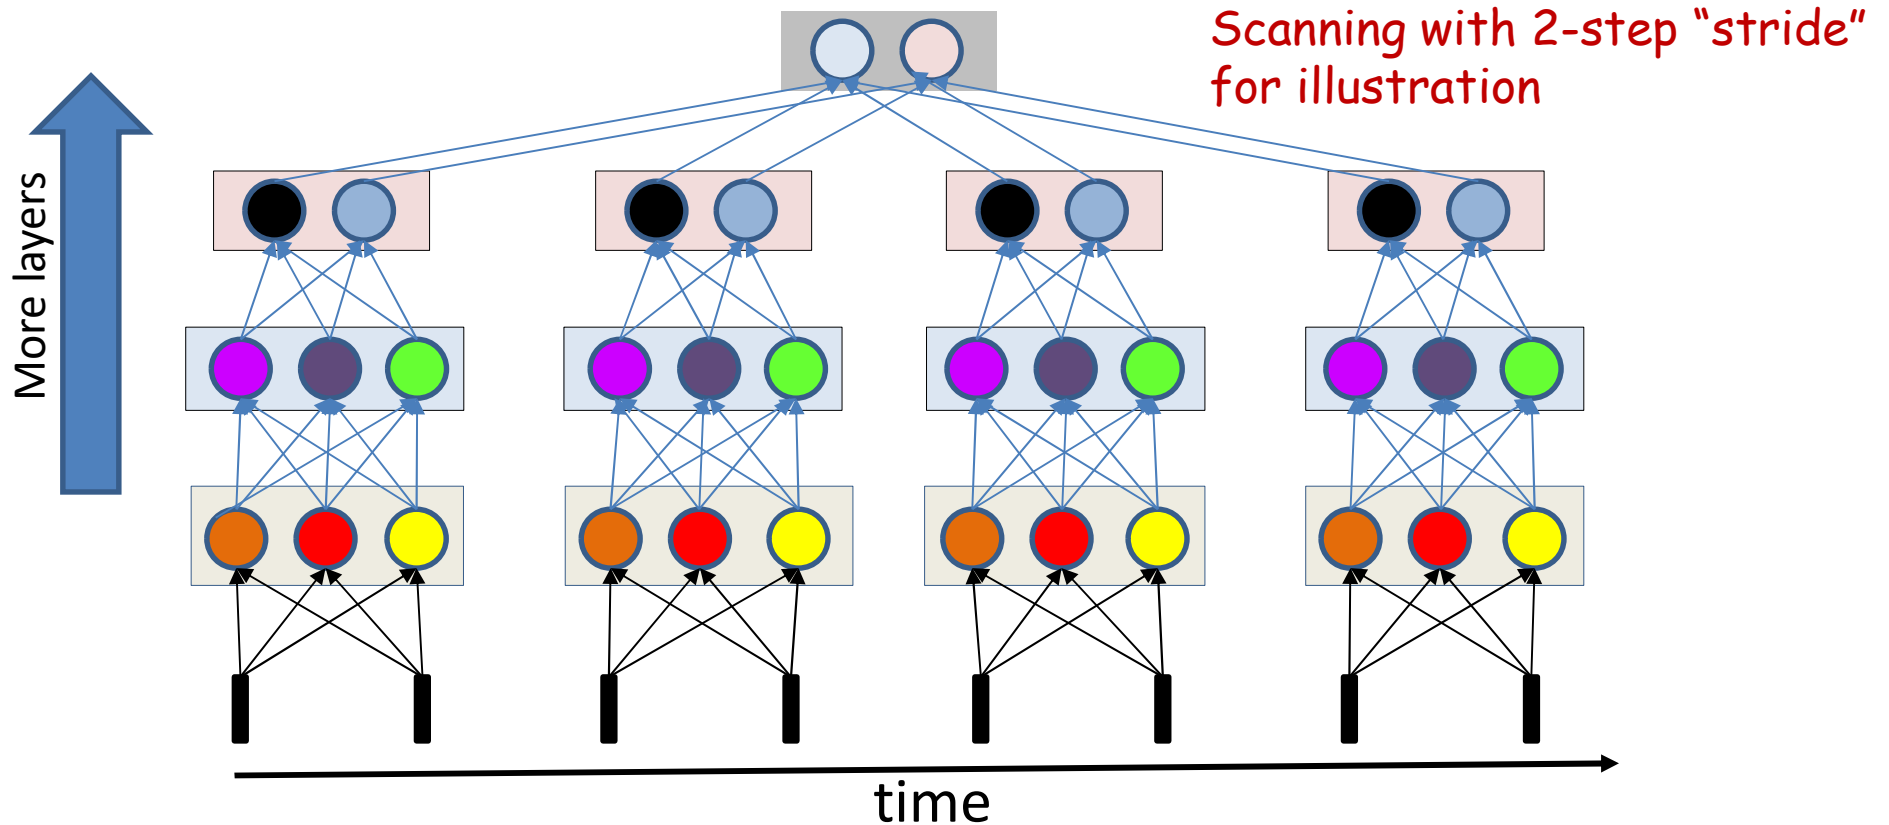 Scanning with 2-step “stride”
for illustration
More layers
time